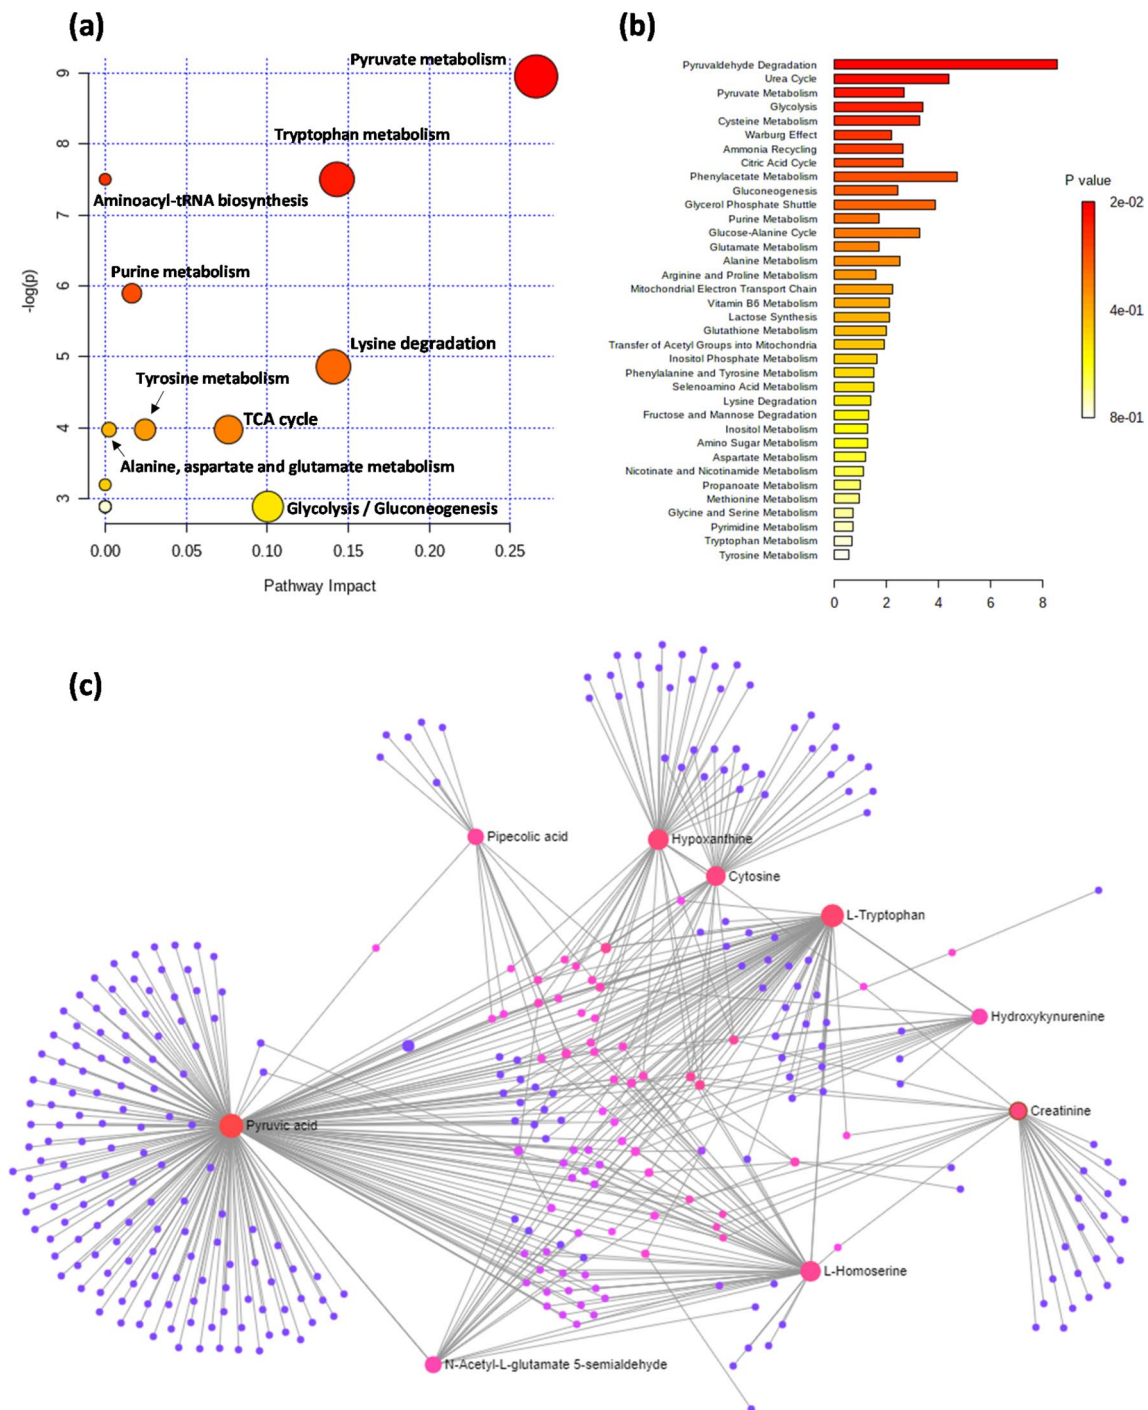 (a)
Pyruvate metabolism
9
Tryptophan metabolism
8
Aminoacyl-tRNA biosynthesis
7
Purine metabolism
-log(p)
6
Lysine degradation
5
Tyrosine metabolism
TCA cycle
4
Alanine, aspartate and glutamate metabolism
3
Glycolysis / Gluconeogenesis
0.00 0.05 0.10 0.15 0.20 0.25
Pathway Impact
(b)
Pyruvaldehyde Degradation
Urea Cycle
Pyruvate Metabolism
Glycolysis
Cysteine Metabolism
Warburg Effect
Ammonia Recycling
Citric Acid Cycle
Phenylacetate Metabolism
Gluconeogenesis
Glycerol Phosphate Shuttle
Purine Metabolism
Glucose-Alanine Cycle
Glutamate Metabolism
Alanine Metabolism
Arginine and Proline Metabolism
Mitochondrial Electron Transport Chain
Vitamin B6 Metabolism
Lactose Synthesis
Glutathione Metabolism
Transfer of Acetyl Groups into Mitochondria
Inositol Phosphate Metabolism
Phenylalanine and Tyrosine Metabolism
Selenoamino Acid Metabolism
Lysine Degradation
Fructose and Mannose Degradation
Inositol Metabolism
Amino Sugar Metabolism
Aspartate Metabolism
Nicotinate and Nicotinamide Metabolism
Propanoate Metabolism
Methionine Metabolism
Glycine and Serine Metabolism
Pyrimidine Metabolism
Tryptophan Metabolism
Tyrosine Metabolism
0 2 4 6 8
P value
2e-02
4e-01
8e-01
(c)
Pipecolic acid
Hypoxanthine
Cytosine
L-Tryptophan
Hydroxykynurenine
Creatinine
Pyruvic acid
L-Homoserine
N-Acetyl-L-glutamate 5-semialdehyde